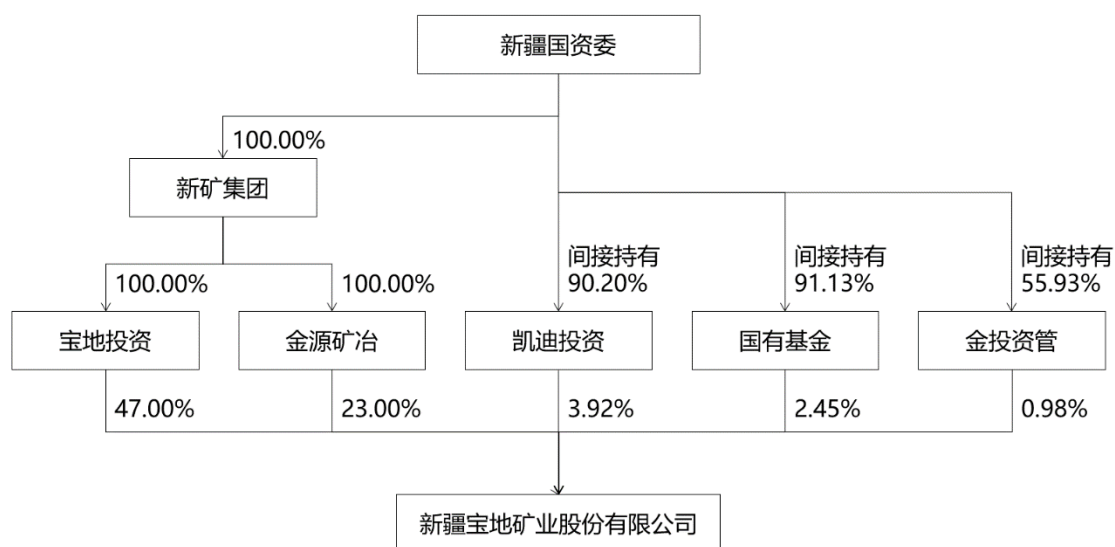 新疆国资委
100.00%
新矿集团
100.00%
100.00%
间接持有
90.20%
间接持有
91.13%
间接持有
55.93%
宝地投资
金源矿冶
凯迪投资
国有基金
金投资管
47.00%
23.00%
3.92%
2.45%
0.98%
新疆宝地矿业股份有限公司